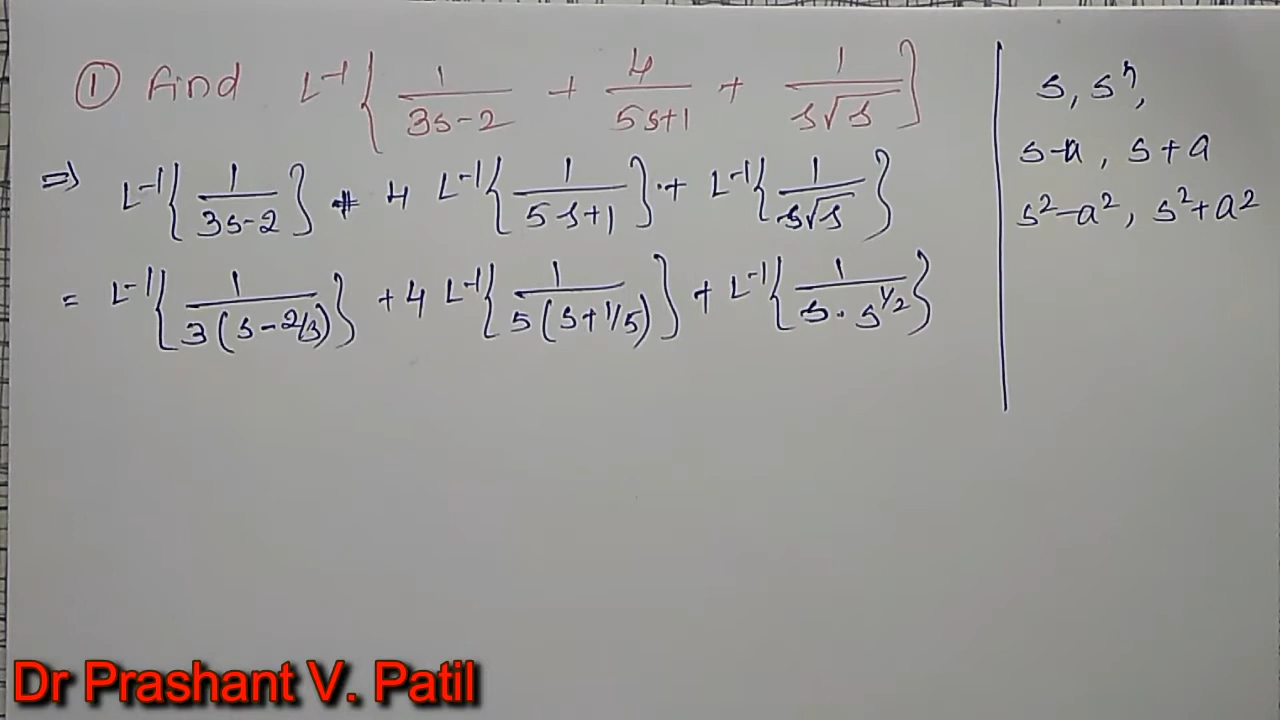 ① Find L⁻¹{ 1/(3s-2) + 4/(5s+1) + 1/(s√s) }
⇒ L⁻¹{ 1/(3s-2) } + 4 L⁻¹{ 1/(5s+1) } + L⁻¹{ 1/(s√s) }
= L⁻¹{ 1/(3(s-2/3)) } + 4 L⁻¹{ 1/(5(s+1/5)) } + L⁻¹{ 1/(s·s^(1/2)) }
s, sⁿ,
s-a, s+a
s²-a², s²+a²
Dr Prashant V. Patil